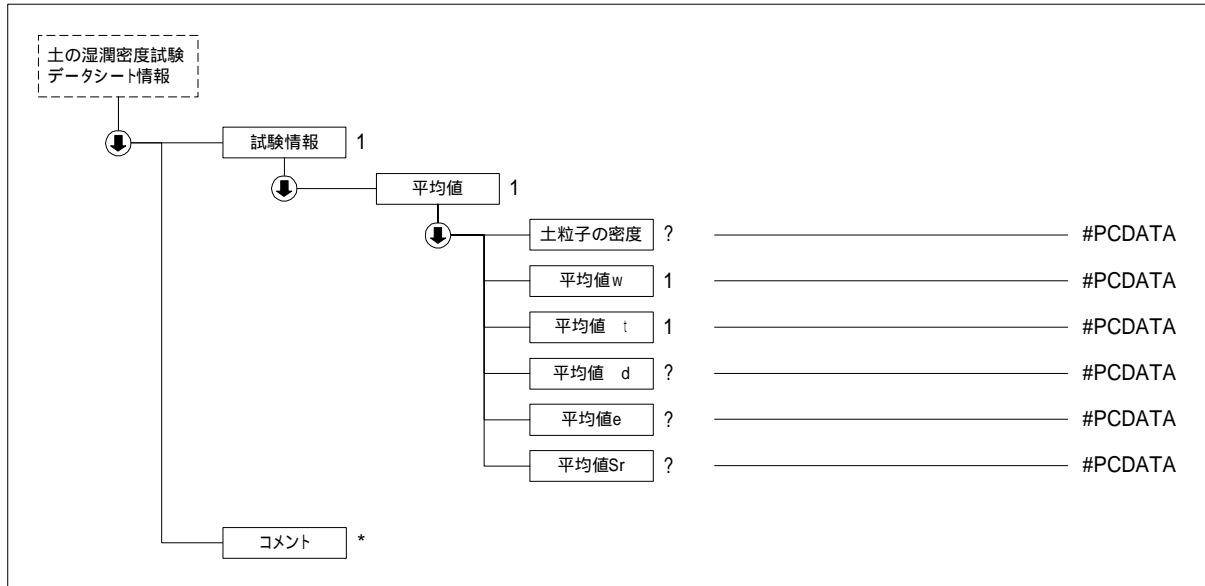 土の湿潤密度試験
データシート情報
試験情報 1
平均値 1
土粒子の密度 ? #PCDATA
平均値w 1 #PCDATA
平均値 t 1 #PCDATA
平均値 d ? #PCDATA
平均値e ? #PCDATA
平均値Sr ? #PCDATA
コメント *